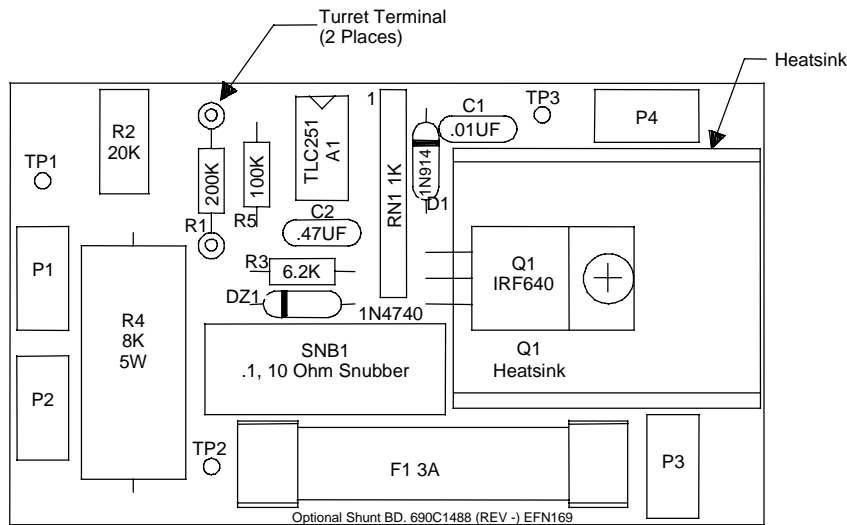 Turret Terminal
(2 Places)
Heatsink
TP1
R2
20K
200K
R1
100K
R5
TLC251
A1
1
RN1 1K
1N914
D1
C1
.01UF
TP3
P4
C2
.47UF
R3
6.2K
DZ1
1N4740
P1
R4
8K
5W
P2
SNB1
.1, 10 Ohm Snubber
Q1
IRF640
Q1
Heatsink
TP2
F1 3A
P3
Optional Shunt BD. 690C1488 (REV -) EFN169